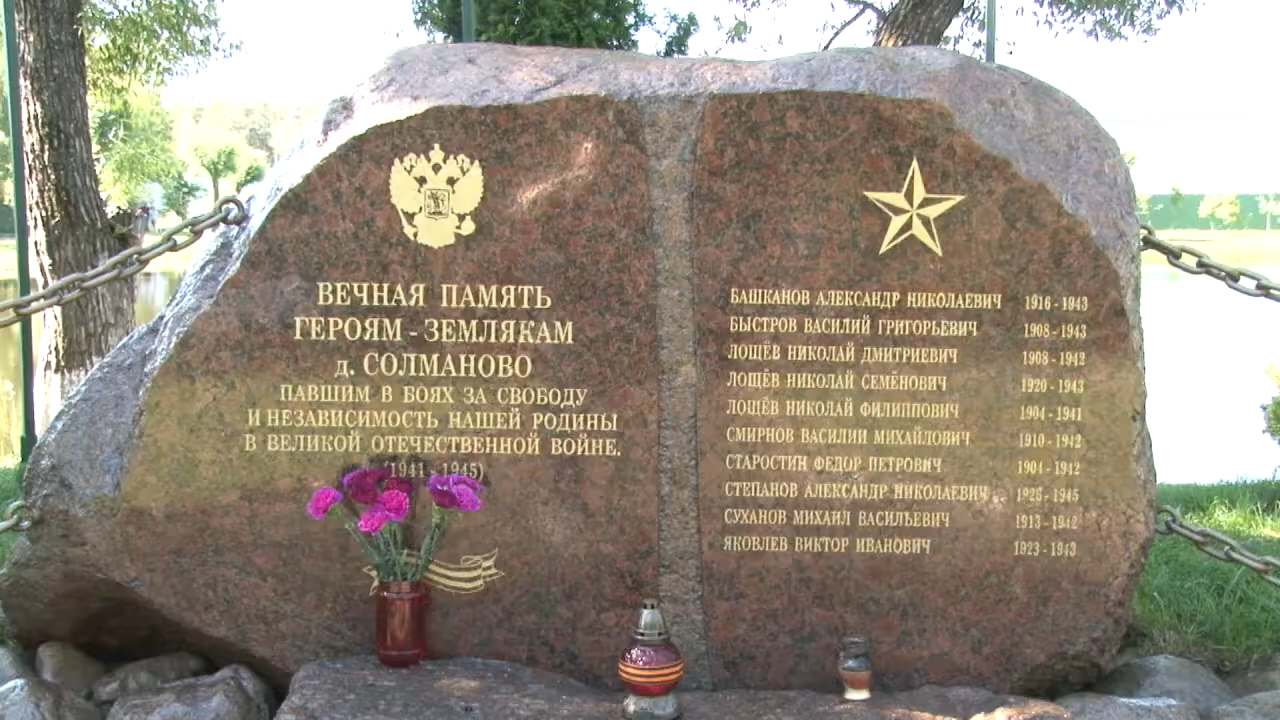 ВЕЧНАЯ ПАМЯТЬ
ГЕРОЯМ - ЗЕМЛЯКАМ
д. СОЛМАНОВО
ПАВШИМ В БОЯХ ЗА СВОБОДУ
И НЕЗАВИСИМОСТЬ НАШЕЙ РОДИНЫ
В ВЕЛИКОЙ ОТЕЧЕСТВЕННОЙ ВОЙНЕ.
(1941 - 1945)
БАШКАНОВ АЛЕКСАНДР НИКОЛАЕВИЧ 1916 - 1943
БЫСТРОВ ВАСИЛИЙ ГРИГОРЬЕВИЧ 1908 - 1943
ЛОЩЁВ НИКОЛАЙ ДМИТРИЕВИЧ 1908 - 1942
ЛОЩЁВ НИКОЛАЙ СЕМЁНОВИЧ 1920 - 1943
ЛОЩЁВ НИКОЛАЙ ФИЛИППОВИЧ 1904 - 1941
СМИРНОВ ВАСИЛИЙ МИХАЙЛОВИЧ 1910 - 1942
СТАРОСТИН ФЕДОР ПЕТРОВИЧ 1904 - 1942
СТЕПАНОВ АЛЕКСАНДР НИКОЛАЕВИЧ 1926 - 1945
СУХАНОВ МИХАИЛ ВАСИЛЬЕВИЧ 1913 - 1942
ЯКОВЛЕВ ВИКТОР ИВАНОВИЧ 1923 - 1943